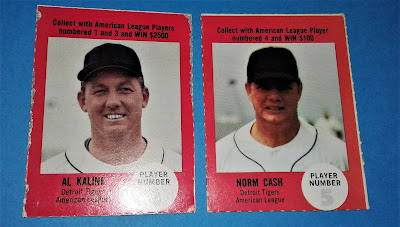 Collect with American League Players
numbered 1 and 3 and WIN $2500
AL KALINE
Detroit Tigers
American League
PLAYER
NUMBER
Collect with American League Player
numbered 4 and WIN $100
NORM CASH
Detroit Tigers
American League
PLAYER
NUMBER
5